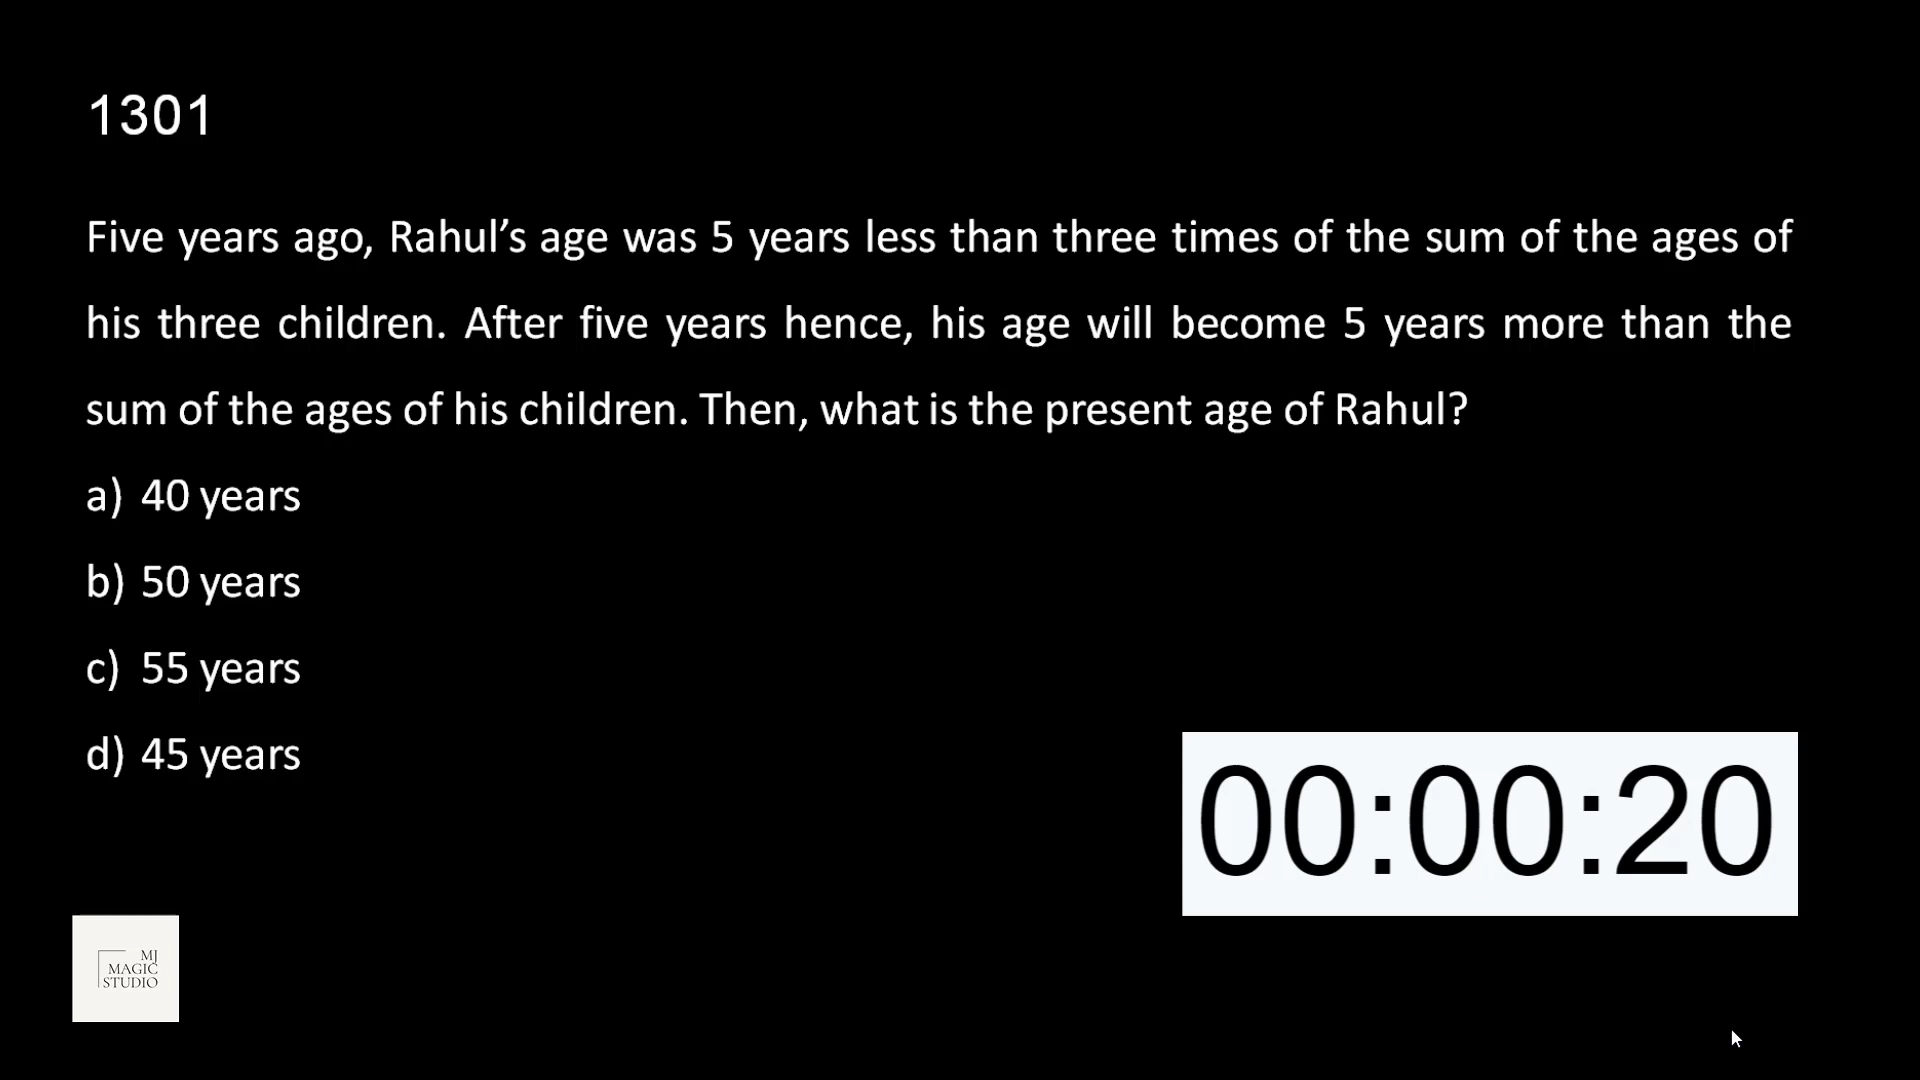 1301
Five years ago, Rahul’s age was 5 years less than three times of the sum of the ages of
his three children. After five years hence, his age will become 5 years more than the
sum of the ages of his children. Then, what is the present age of Rahul?
a) 40 years
b) 50 years
c) 55 years
d) 45 years
00:00:20
MJ
MAGIC
STUDIO